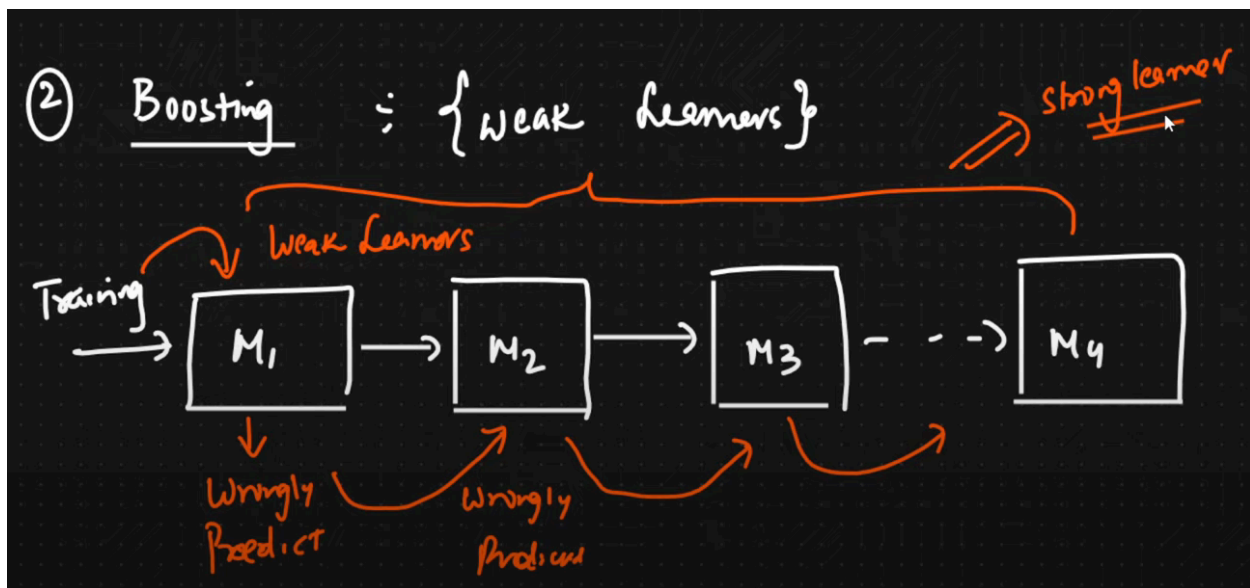 ② Boosting ÷ {weak Learners}
strong learner
Weak Learners
Training
M1 M2 M3 M4
Wrongly
Predict
Wrongly